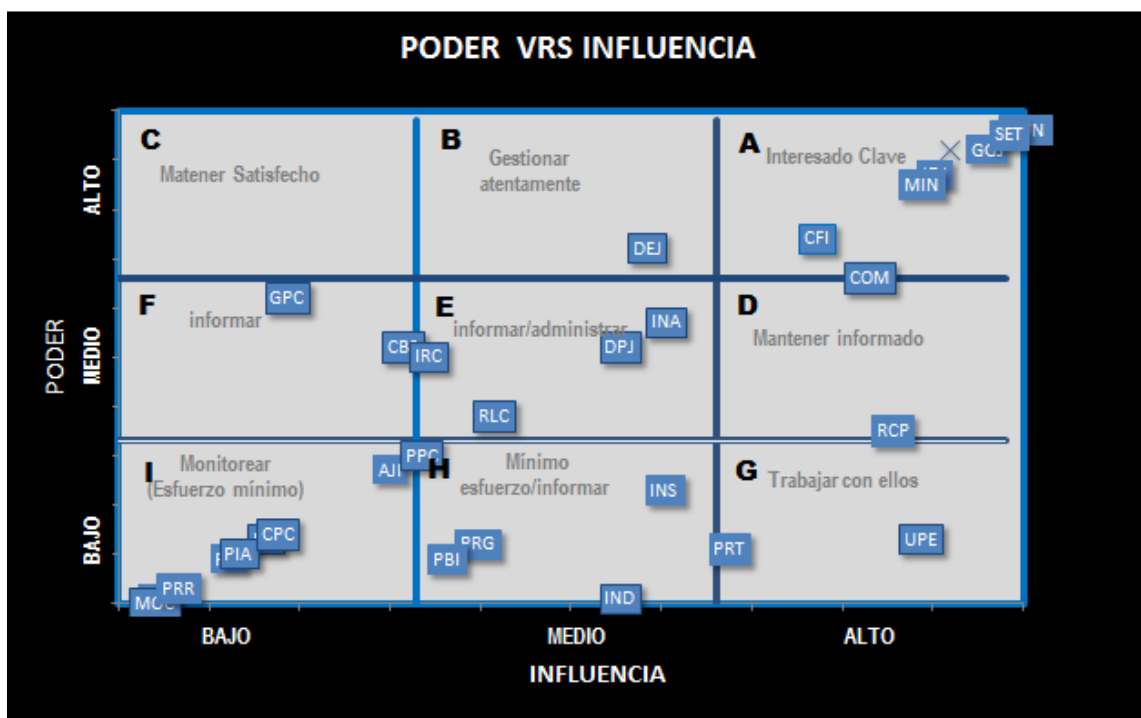 PODER VRS INFLUENCIA
C
B
A
Matener Satisfecho
Gestionar
atentamente
Interesado Clave
SET
MIN
CFI
DEJ
COM
F
E
D
GPC
informar
informar/administrar
INA
Mantener informado
IRC
DPJ
RLC
RCP
I
H
G
Monitorear
(Esfuerzo mínimo)
PPC
Mínimo
esfuerzo/informar
INS
Trabajar con ellos
CPC
PIA
PRG
PBI
PRT
UPE
PRR
IND
ALTO
MEDIO
BAJO
PODER
BAJO
MEDIO
ALTO
INFLUENCIA